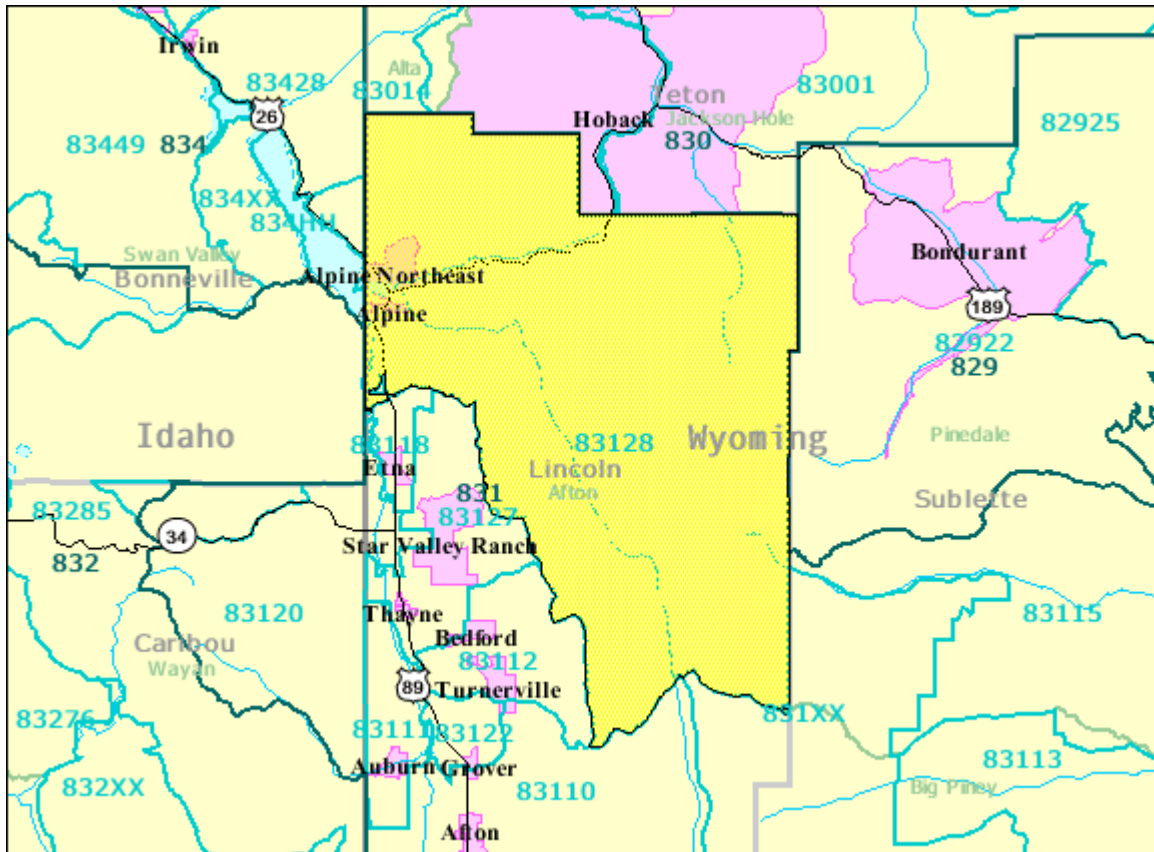 Irwin
Alta
83428
83014
83001
Teton
26
Hoback
Jackson Hole
82925
83449
834
830
834XX
834HH
Swan Valley
Bonneville
Bondurant
Alpine Northeast
189
Alpine
82922
829
Idaho
83118
83128
Wyoming
Pinedale
Etna
Lincoln
831
Afton
Sublette
83285
83127
34
Star Valley Ranch
832
Thayne
83120
83115
Caribou
Bedford
Wayan
83112
89
Turnerville
83276
831XX
83111
83122
83113
Auburn
Grover
832XX
83110
Big Piney
Afton